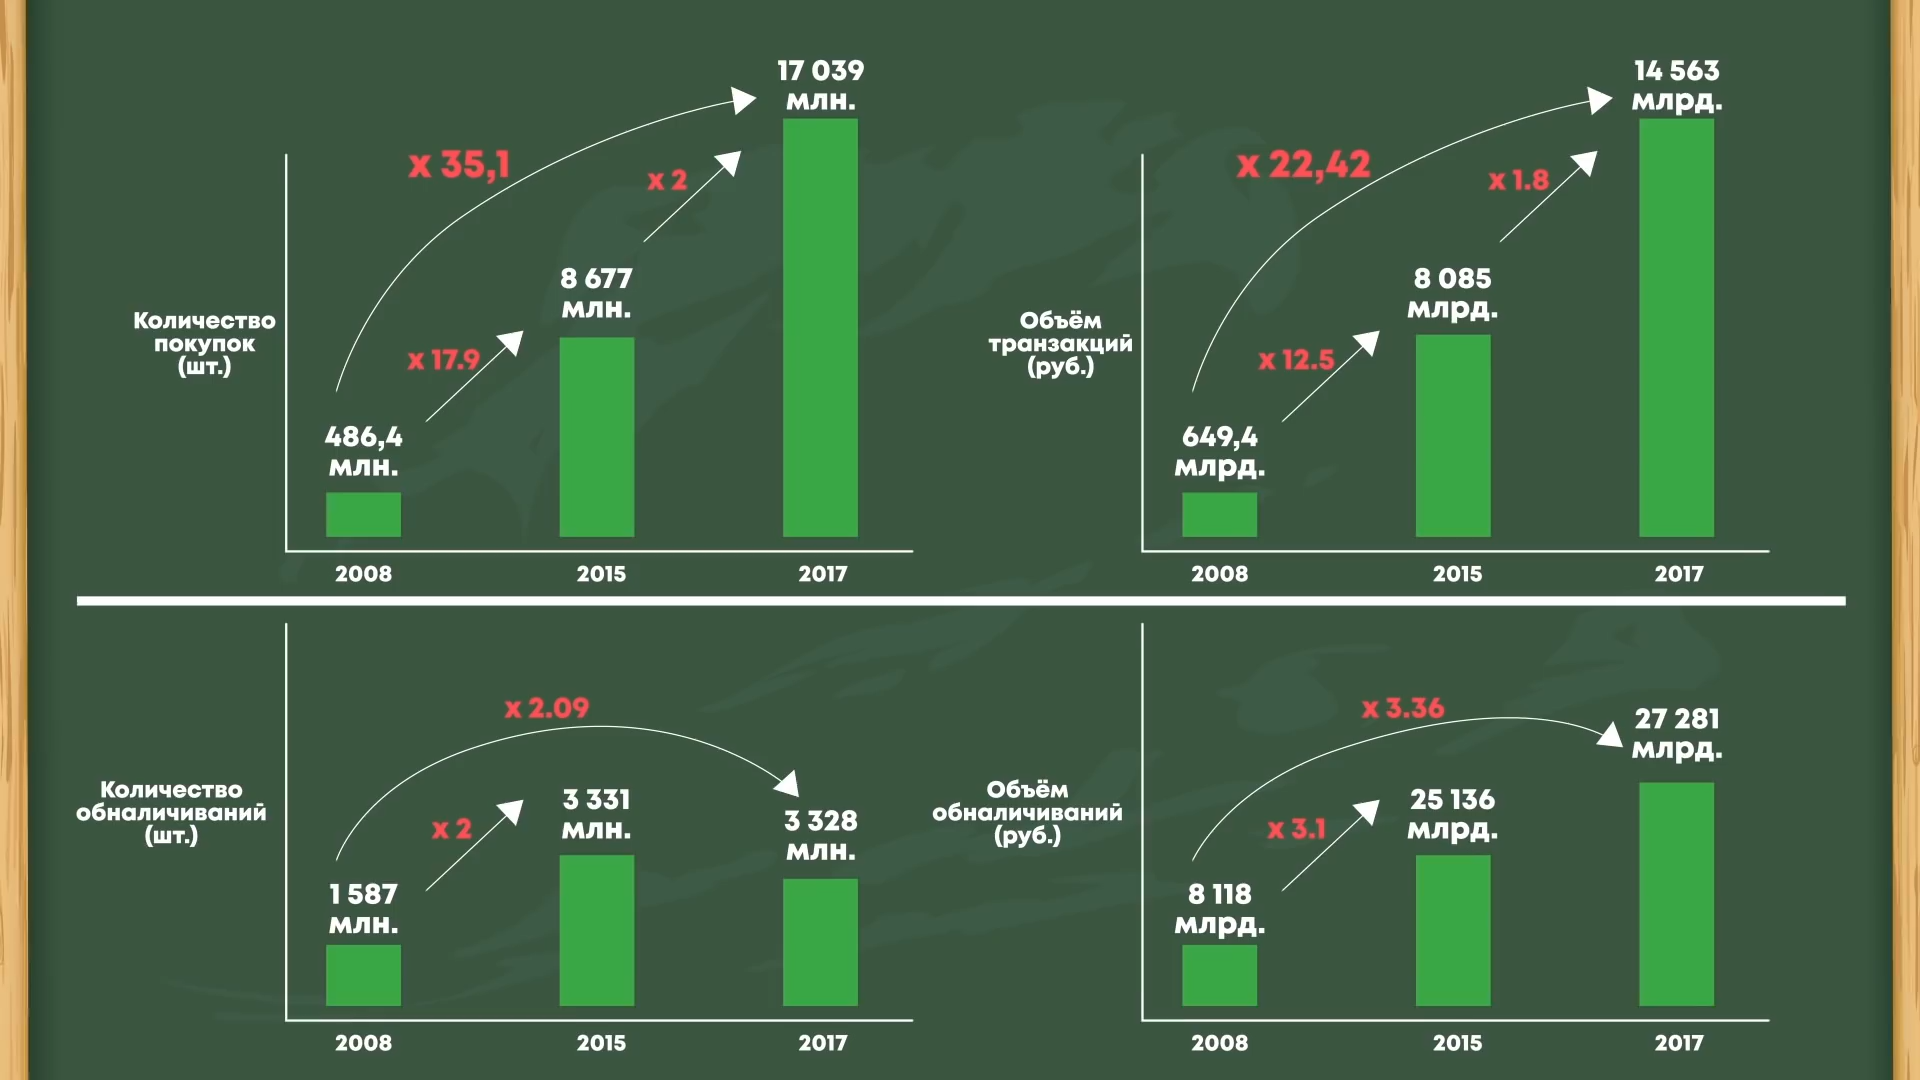 17 039
млн.
х 35,1
х 2
8 677
млн.
Количество
покупок
(шт.)
х 17.9
486,4
млн.
2008
2015
2017
14 563
млрд.
х 22,42
х 1.8
8 085
млрд.
Объём
транзакций
(руб.)
х 12.5
649,4
млрд.
2008
2015
2017
х 2.09
Количество
обналичиваний
(шт.)
3 331
млн.
3 328
млн.
х 2
1 587
млн.
2008
2015
2017
х 3.36
27 281
млрд.
Объём
обналичиваний
(руб.)
25 136
млрд.
х 3.1
8 118
млрд.
2008
2015
2017